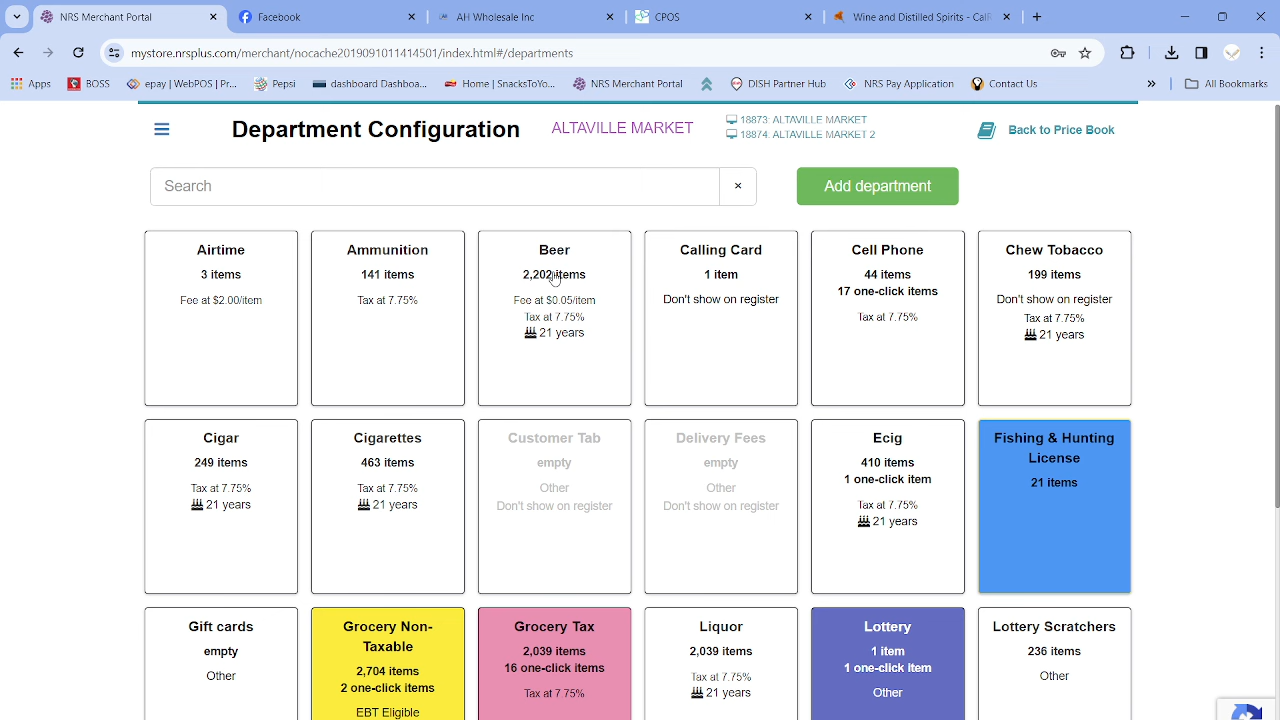 NRS Merchant Portal
Facebook
AH Wholesale Inc
CPOS
Welcome Wilderness Spirits - Cali
mystore.nrsplus.com/merchant/nocache201909101414501/index.html#/departments
Apps
BOSS
epay | WebPOS | Pr...
Pepsi
dashboard Dashboa...
Home | SnacksToYo...
NRS Merchant Portal
DISH Partner Hub
NRS Pay Application
Contact Us
»
All Bookmarks
Department Configuration
ALTAVILLE MARKET
18873: ALTAVILLE MARKET
18874: ALTAVILLE MARKET 2
Back to Price Book
Search
×
Add department
Airtime
3 items
Fee at $2.00/item
Ammunition
141 items
Tax at 7.75%
Beer
2,202 items
Fee at $0.05/item
Tax at 7.75%
21 years
Calling Card
1 item
Don't show on register
Cell Phone
44 items
17 one-click items
Tax at 7.75%
Chew Tobacco
199 items
Don't show on register
Tax at 7.75%
21 years
Cigar
249 items
Tax at 7.75%
21 years
Cigarettes
463 items
Tax at 7.75%
21 years
Customer Tab
empty
Other
Don't show on register
Delivery Fees
empty
Other
Don't show on register
Ecig
410 items
1 one-click item
Tax at 7.75%
21 years
Fishing & Hunting
License
21 items
Gift cards
empty
Other
Grocery Non-
Taxable
2,704 items
2 one-click items
EBT Eligible
Grocery Tax
2,039 items
16 one-click items
Tax at 7.75%
Liquor
2,039 items
Tax at 7.75%
21 years
Lottery
1 item
1 one-click item
Other
Lottery Scratchers
236 items
Other